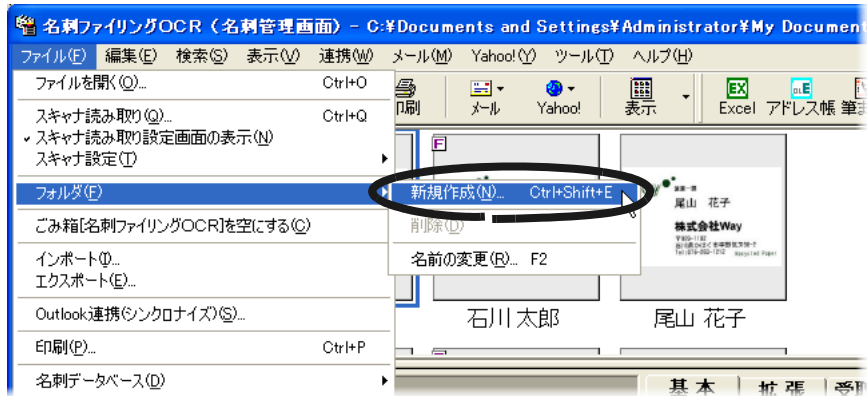 名刺ファイリングOCR（名刺管理画面）- C:¥Documents and Settings¥Administrator¥My Documen
ファイル(F) 編集(E) 検索(S) 表示(V) 連携(W) メール(M) Yahoo!(Y) ツール(T) ヘルプ(H)
ファイルを開く(O)... Ctrl+O
印刷 メール Yahoo! 表示 Excel アドレス帳 筆ま
スキャナ読み取り(Q)... Ctrl+Q
スキャナ読み取り設定画面の表示(N)
スキャナ設定(T)
フォルダ(F)
新規作成(N)... Ctrl+Shift+E
削除(D)
名前の変更(R)... F2
ごみ箱[名刺ファイリングOCR]を空にする(C)
インポート(I)...
エクスポート(E)...
Outlook連携(シンクロナイズ)(S)...
印刷(P)... Ctrl+P
名刺データベース(D)
尾山 花子
株式会社Way
Recycled Paper
石川 太郎 尾山 花子
基本 拡張 受